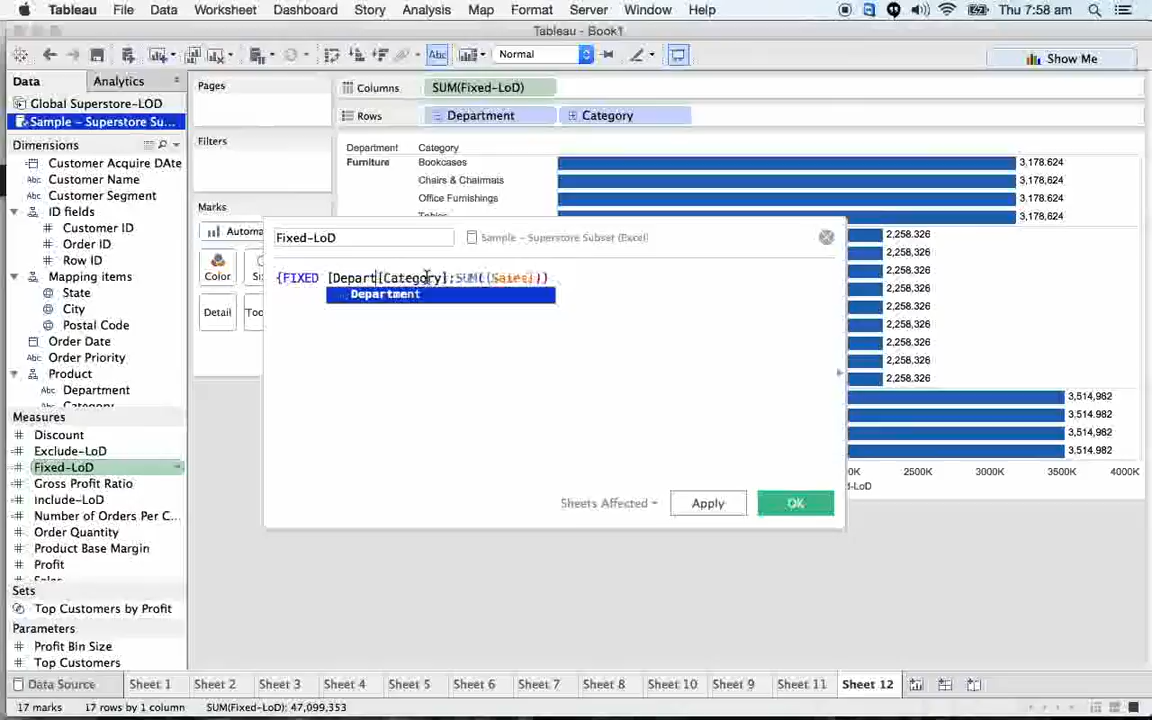 Tableau File Data Worksheet Dashboard Story Analysis Map Format Server Window Help Thu 7:58 am
Tableau - Book1
Abc Normal Show Me
Data Analytics
Global Superstore-LOD
Sample – Superstore Su...
Dimensions
Customer Acquire DAte
Abc Customer Name
Abc Customer Segment
ID fields
Customer ID
Order ID
Row ID
Mapping items
State
City
Postal Code
Order Date
Abc Order Priority
Product
Abc Department
Measures
Discount
Exclude-LoD
Fixed-LoD
Gross Profit Ratio
Include-LoD
Number of Orders Per C...
Order Quantity
Product Base Margin
Profit
Sets
Top Customers by Profit
Parameters
Profit Bin Size
Top Customers
Pages
Filters
Marks
Automa
Color
Detail
Columns SUM(Fixed-LoD)
Rows Department Category
Department Category
Furniture Bookcases 3,178,624
Chairs & Chairmats 3,178,624
Office Furnishings 3,178,624
3,178,624
2,258,326
2,258,326
2,258,326
2,258,326
2,258,326
2,258,326
2,258,326
2,258,326
2,258,326
3,514,982
3,514,982
3,514,982
3,514,982
0K 2500K 3000K 3500K 4000K
d-LoD
Fixed-LoD Sample – Superstore Subset (Excel)
{FIXED [Depart[Category]:SUM((Sales))
Department
Sheets Affected Apply OK
Data Source Sheet 1 Sheet 2 Sheet 3 Sheet 4 Sheet 5 Sheet 6 Sheet 7 Sheet 8 Sheet 10 Sheet 9 Sheet 11 Sheet 12
17 marks 17 rows by 1 column SUM(Fixed-LoD): 47,099,353